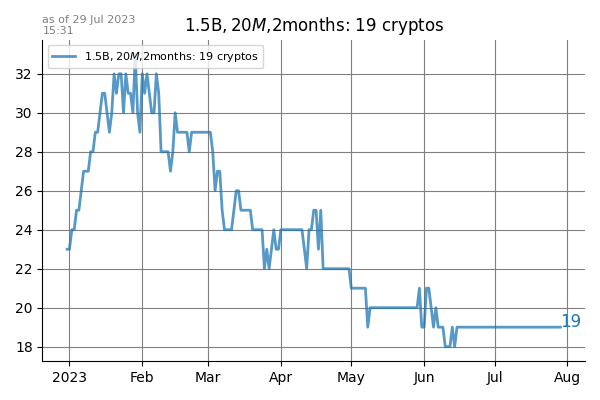 as of 29 Jul 2023
15:31
1.5B, 20M,2months: 19 cryptos
1.5B, 20M,2months: 19 cryptos
32
30
28
26
24
22
20
18
19
2023
Feb
Mar
Apr
May
Jun
Jul
Aug